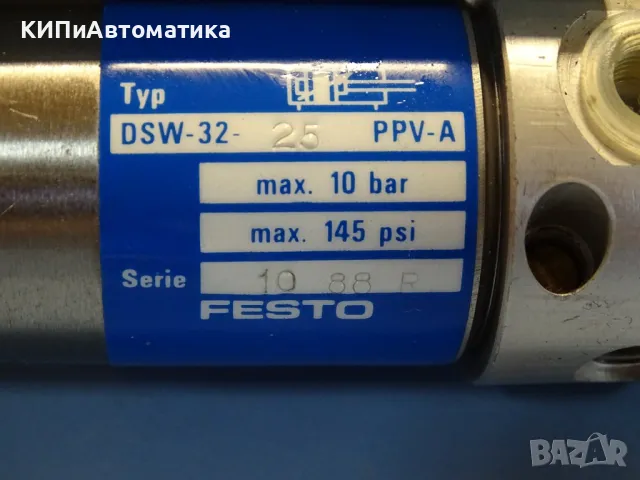 КИПиАвтоматика
Typ
DSW-32- 25 PPV-A
max. 10 bar
max. 145 psi
Serie 10 88 R
FESTO
BAZAR